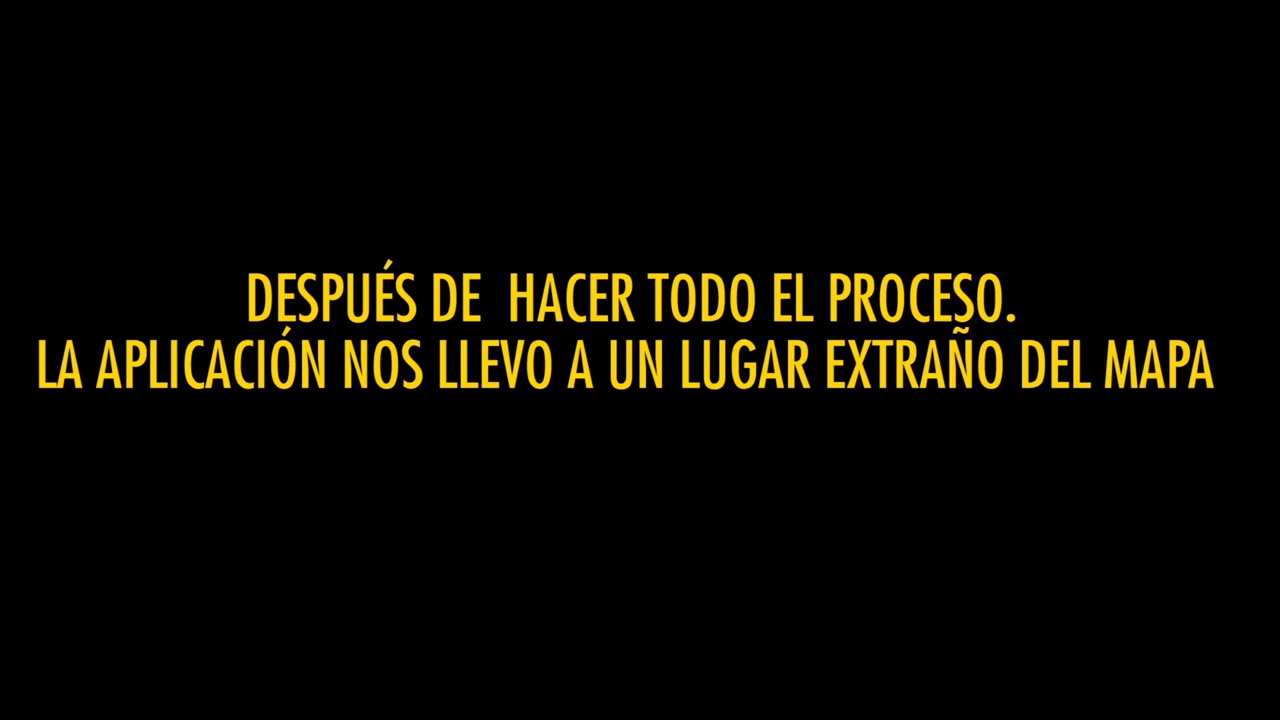 DESPUÉS DE  HACER TODO EL PROCESO.
LA APLICACIÓN NOS LLEVO A UN LUGAR EXTRAÑO DEL MAPA